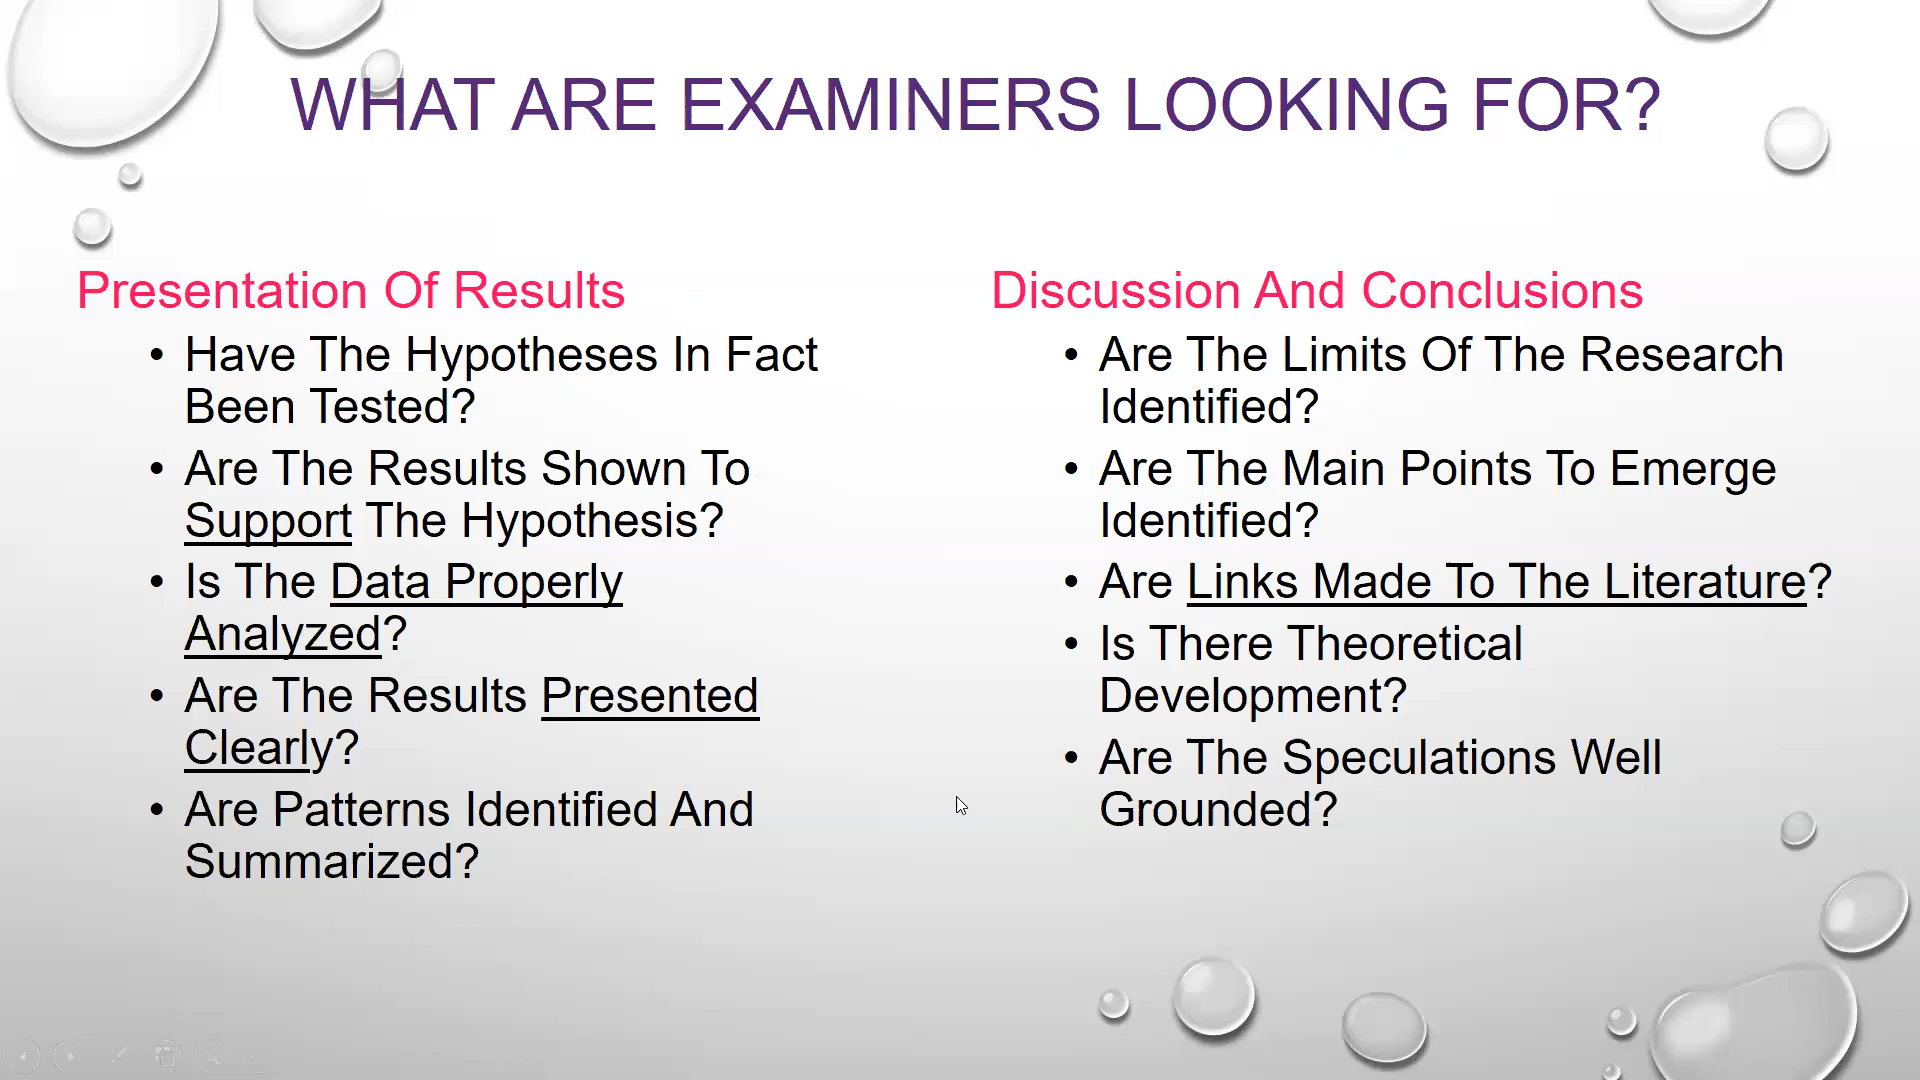 WHAT ARE EXAMINERS LOOKING FOR?
Presentation Of Results
• Have The Hypotheses In Fact
Been Tested?
• Are The Results Shown To
Support The Hypothesis?
• Is The Data Properly
Analyzed?
• Are The Results Presented
Clearly?
• Are Patterns Identified And
Summarized?
Discussion And Conclusions
• Are The Limits Of The Research
Identified?
• Are The Main Points To Emerge
Identified?
• Are Links Made To The Literature?
• Is There Theoretical
Development?
• Are The Speculations Well
Grounded?